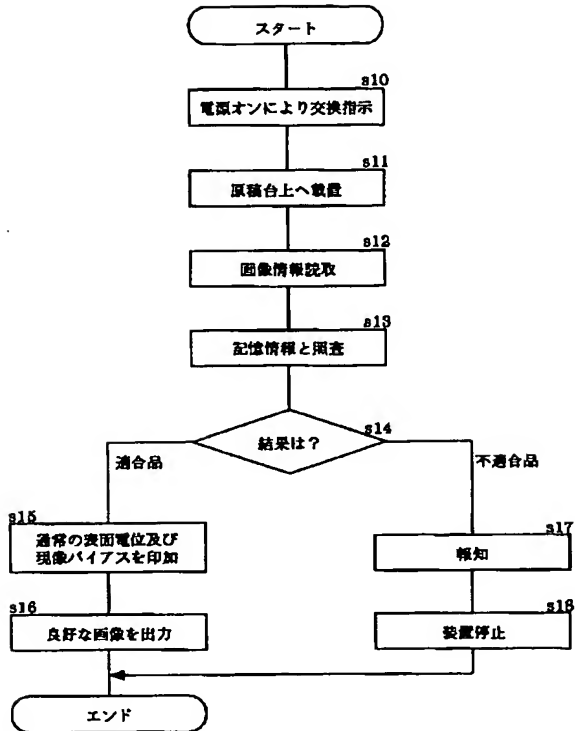 スタート
s10
電源オンにより交換指示
s11
原稿台上へ載置
s12
画像情報読取
s13
記憶情報と照査
s14
結果は？
適合品
不適合品
s15
通常の表面電位及び
現像バイアスを印加
s17
報知
s16
良好な画像を出力
s18
装置停止
エンド